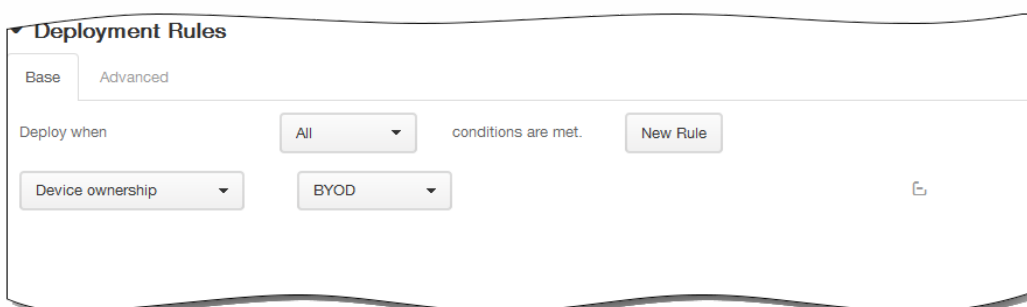 Deployment Rules
Base Advanced
Deploy when All conditions are met. New Rule
Device ownership BYOD